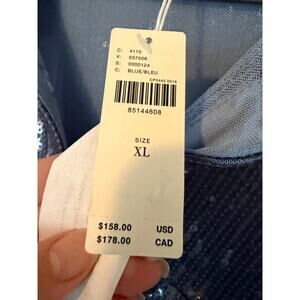 C: 4110
V: 037006
S: 0000124
C: BLUE/BLEU
85144608
SIZE
XL
$158.00 USD
$178.00 CAD